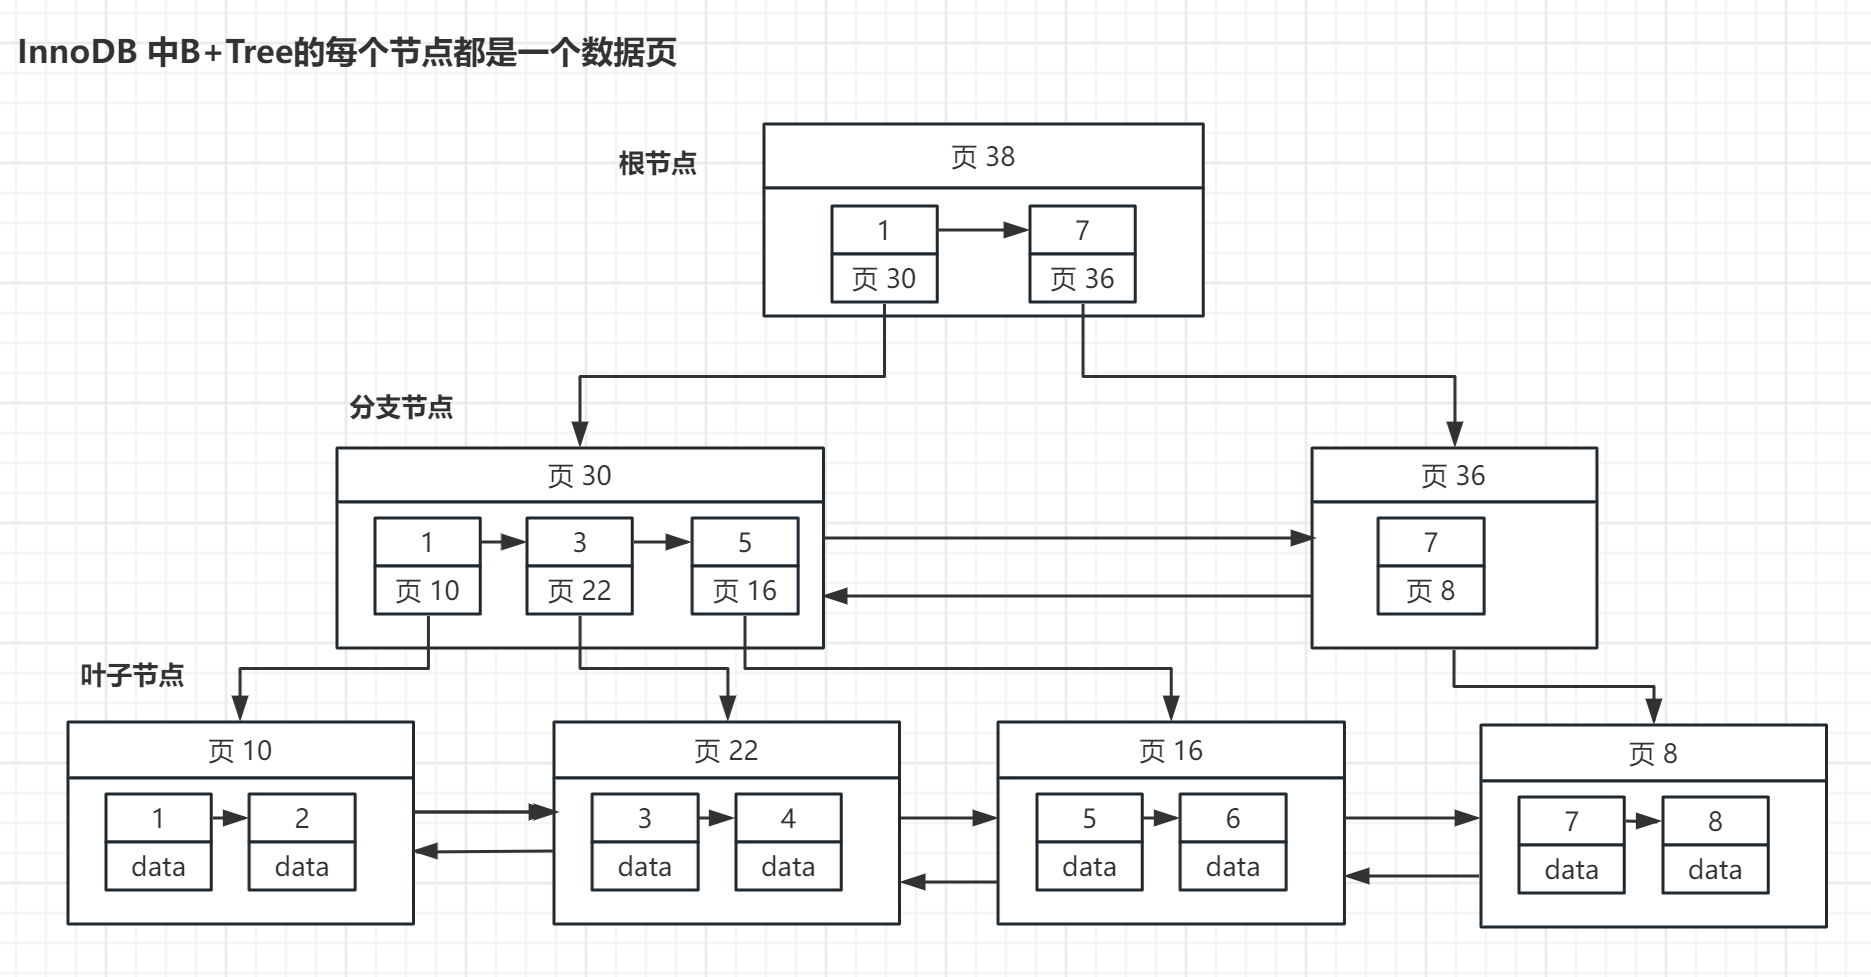 InnoDB 中B+Tree的每个节点都是一个数据页
根节点
页 38
1
7
页 30
页 36
分支节点
页 30
页 36
1
3
5
7
页 10
页 22
页 16
页 8
叶子节点
页 10
页 22
页 16
页 8
1
2
3
4
5
6
7
8
data
data
data
data
data
data
data
data